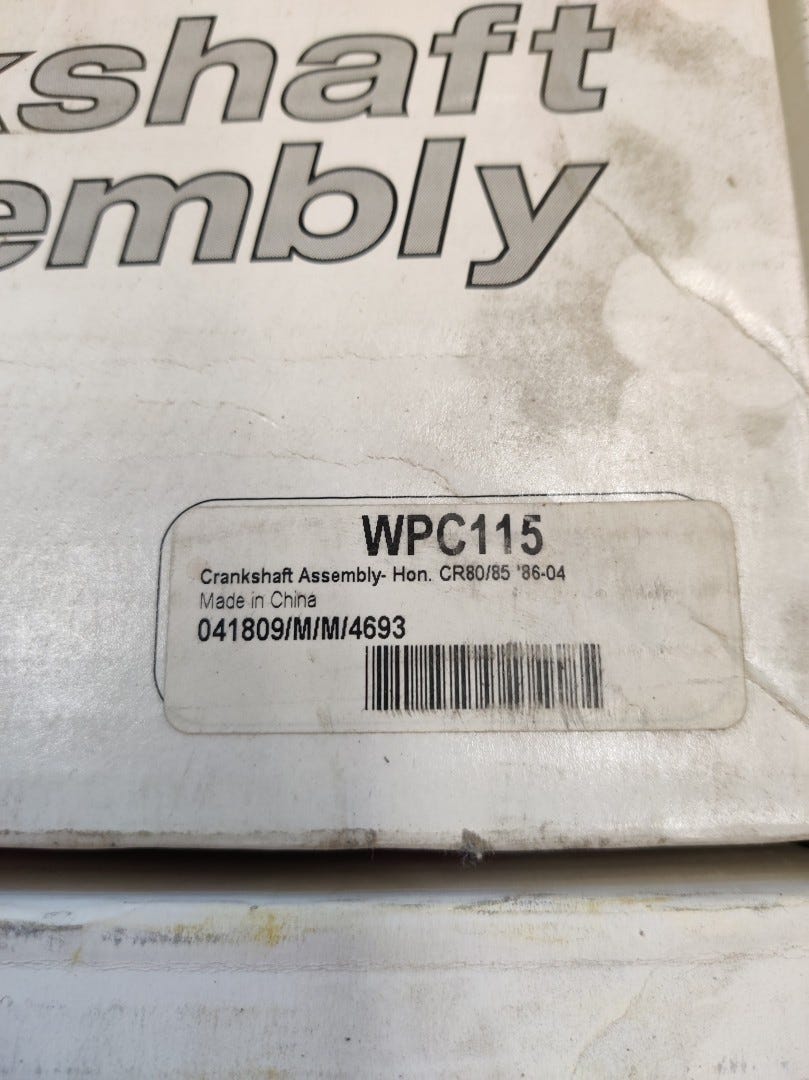 kshaft
embly
WPC115
Crankshaft Assembly- Hon. CR80/85 '86-04
Made in China
041809/M/M/4693